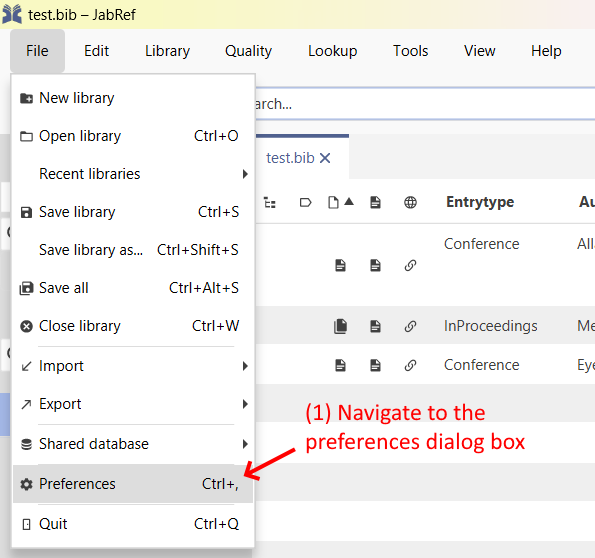 test.bib – JabRef
File Edit Library Quality Lookup Tools View Help
New library
arch...
Open library Ctrl+O
test.bib
Recent libraries
Save library Ctrl+S
Entrytype Au
Save library as... Ctrl+Shift+S
Conference All
Save all Ctrl+Alt+S
Close library Ctrl+W
InProceedings Me
Import
Conference Eye
Export
(1) Navigate to the
preferences dialog box
Shared database
Preferences Ctrl+,
Quit Ctrl+Q